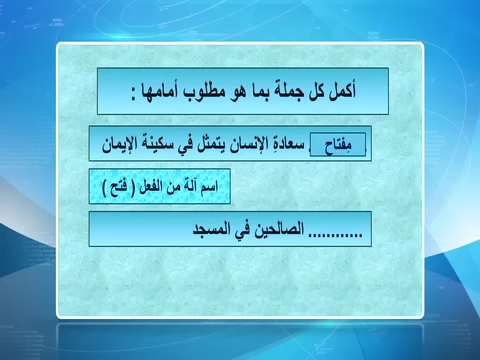 أكمل كل جملة بما هو مطلوب أمامها :
مِفتاح سعادةِ الإنسان يتمثل في سكينة الإيمان
اسم آلة من الفعل ( فتح )
............ الصالحين في المسجد